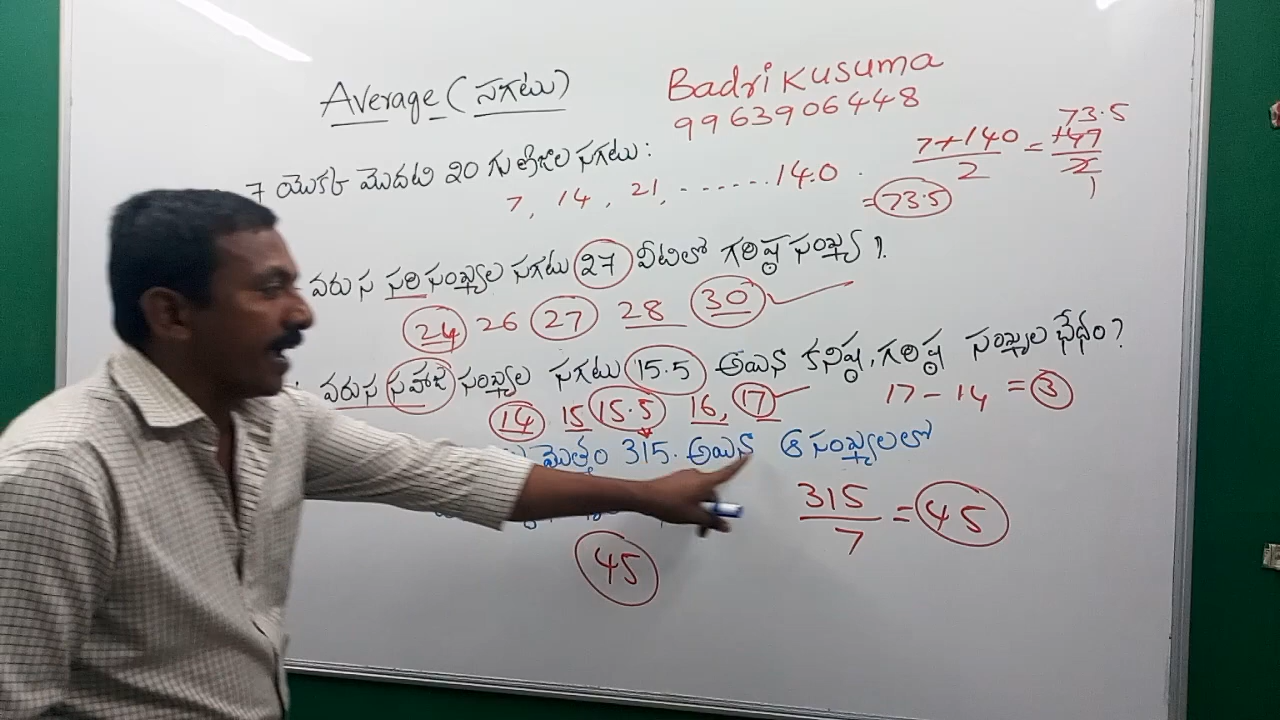 Average (సగటు)
Badri Kusuma
9963906448
7 యొక్క మొదటి 20 గుణిజాల సగటు:
7, 14, 21, ....... 140
7+140 / 2 = 147 / 2
73.5
1
= 73.5
వరుస సరి సంఖ్యల సగటు 27 వీటిలో గరిష్ఠ సంఖ్య ?
24 26 27 28 30
వరుస సహజ సంఖ్యల సగటు 15.5 అయిన కనిష్ఠ, గరిష్ఠ సంఖ్యల భేదం?
14 15 15.5 16, 17
17 - 14 = 3
మొత్తం 315. అయిన ఆ సంఖ్యలలో
315 / 7 = 45
45